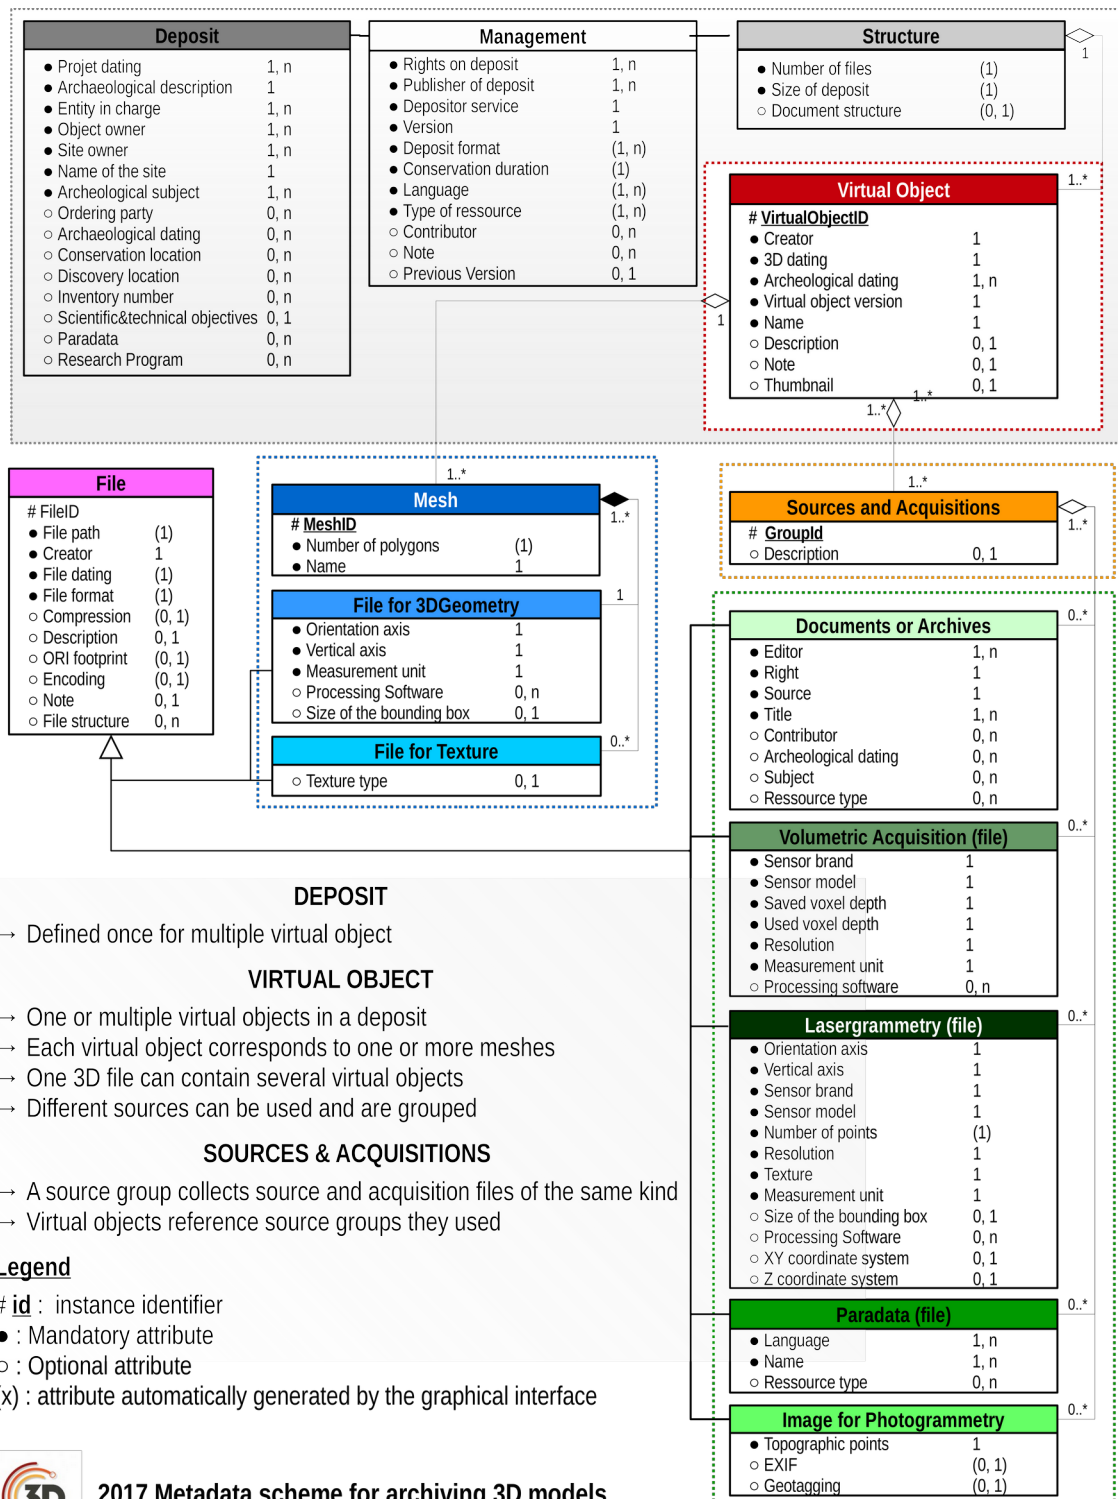 Deposit
● Projet dating 1, n
● Archaeological description 1
● Entity in charge 1, n
● Object owner 1, n
● Site owner 1, n
● Name of the site 1
● Archeological subject 1, n
○ Ordering party 0, n
○ Archaeological dating 0, n
○ Conservation location 0, n
○ Discovery location 0, n
○ Inventory number 0, n
○ Scientific&technical objectives 0, 1
○ Paradata 0, n
○ Research Program 0, n
Management
● Rights on deposit 1, n
● Publisher of deposit 1, n
● Depositor service 1
● Version 1
● Deposit format (1, n)
● Conservation duration (1)
● Language (1, n)
● Type of ressource (1, n)
○ Contributor 0, n
○ Note 0, n
○ Previous Version 0, 1
Structure
1
● Number of files (1)
● Size of deposit (1)
○ Document structure (0, 1)
1..*
Virtual Object
# VirtualObjectID
● Creator 1
● 3D dating 1
● Archeological dating 1, n
● Virtual object version 1
● Name 1
○ Description 0, 1
○ Note 0, 1
○ Thumbnail 0, 1
1
1..*
1..*
File
# FileID
● File path (1)
● Creator 1
● File dating (1)
● File format (1)
○ Compression (0, 1)
○ Description 0, 1
○ ORI footprint (0, 1)
○ Encoding (0, 1)
○ Note 0, 1
○ File structure 0, n
1..*
Mesh
1..*
# MeshID
● Number of polygons (1)
● Name 1
File for 3DGeometry
1
● Orientation axis 1
● Vertical axis 1
● Measurement unit 1
○ Processing Software 0, n
○ Size of the bounding box 0, 1
File for Texture
0..*
○ Texture type 0, 1
1..*
Sources and Acquisitions
1..*
# GroupId
○ Description 0, 1
Documents or Archives
0..*
● Editor 1, n
● Right 1
● Source 1
● Title 1, n
○ Contributor 0, n
○ Archeological dating 0, n
○ Subject 0, n
○ Ressource type 0, n
Volumetric Acquisition (file)
0..*
● Sensor brand 1
● Sensor model 1
● Saved voxel depth 1
● Used voxel depth 1
● Resolution 1
● Measurement unit 1
○ Processing software 0, n
Lasergrammetry (file)
0..*
● Orientation axis 1
● Vertical axis 1
● Sensor brand 1
● Sensor model 1
● Number of points (1)
● Resolution 1
● Texture 1
● Measurement unit 1
○ Size of the bounding box 0, 1
○ Processing Software 0, n
○ XY coordinate system 0, 1
○ Z coordinate system 0, 1
Paradata (file)
0..*
● Language 1, n
● Name 1, n
○ Ressource type 0, n
Image for Photogrammetry
0..*
● Topographic points 1
○ EXIF (0, 1)
○ Geotagging (0, 1)
DEPOSIT
→ Defined once for multiple virtual object
VIRTUAL OBJECT
→ One or multiple virtual objects in a deposit
→ Each virtual object corresponds to one or more meshes
→ One 3D file can contain several virtual objects
→ Different sources can be used and are grouped
SOURCES & ACQUISITIONS
→ A source group collects source and acquisition files of the same kind
→ Virtual objects reference source groups they used
Legend
# id : instance identifier
● : Mandatory attribute
○ : Optional attribute
(x) : attribute automatically generated by the graphical interface
3D
2017 Metadata scheme for archiving 3D models